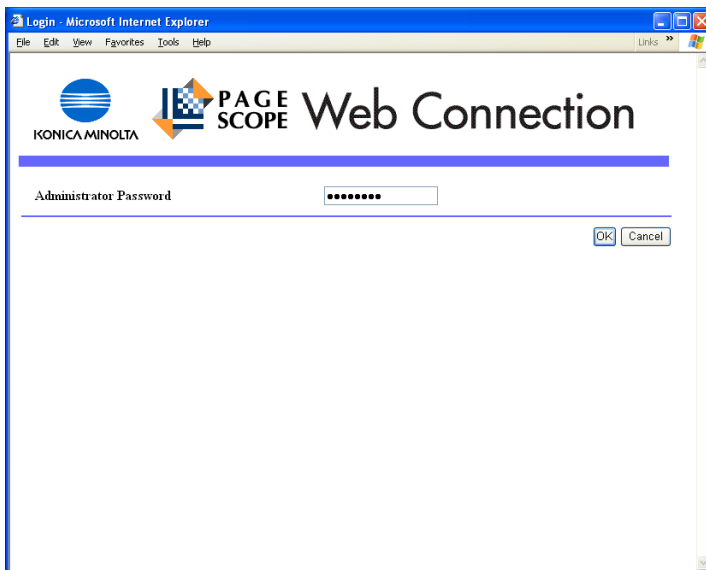 Login - Microsoft Internet Explorer
File Edit View Favorites Tools Help Links »
KONICA MINOLTA
PAGE SCOPE Web Connection
Administrator Password ••••••••
OK Cancel